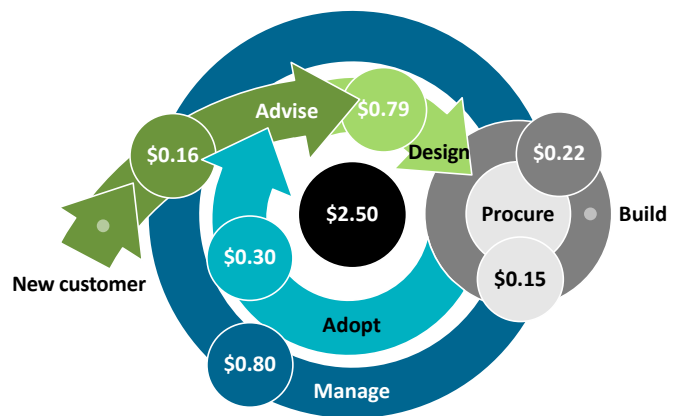 Advise
$0.79
$0.16
Design
$0.22
$2.50
Procure
Build
New customer
$0.30
$0.15
Adopt
$0.80
Manage